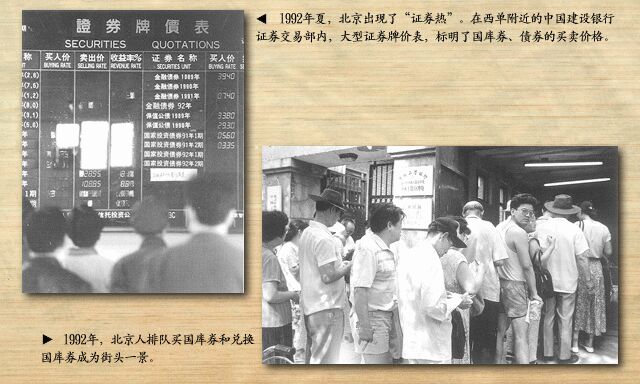 證券牌價表
SECURITIES QUOTATIONS
买入价 卖出价 收益率% 证券名称 买入价
BUYING RATE SELLING RATE REVENUE RATE SECURITIES UNIT BUYING RATE
金融债券1989年 3940
金融债券1990年
金融债券1991年 0740
金融债券 92年
保值公债1989年 3380
保值公债1990年 2930
国家投资债券91年1期 0560
国家投资债券91年2期 0335
国家投资债券92年1期
国家投资债券92年2期
◀ 1992年夏,北京出现了“证券热”。在西单附近的中国建设银行
证券交易部内,大型证券牌价表,标明了国库券、债券的买卖价格。
▶ 1992年,北京人排队买国库券和兑换
国库券成为街头一景。